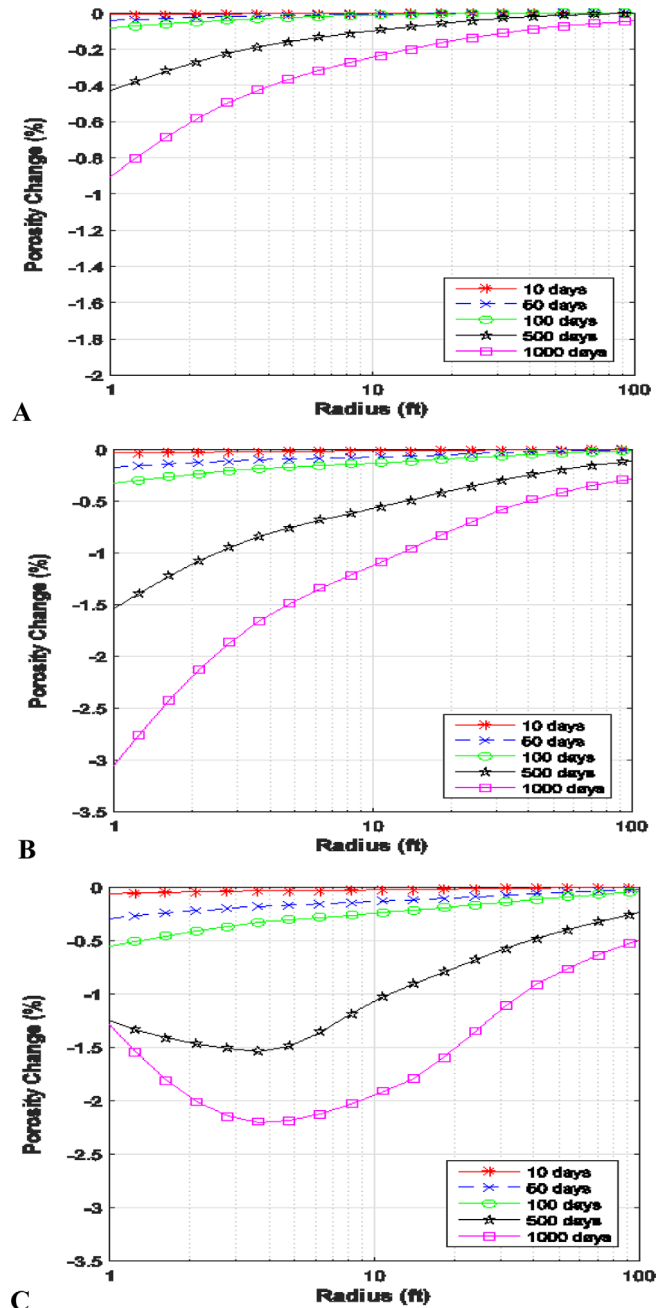 0
-0.2
-0.4
-0.6
-0.8
-1
-1.2
-1.4
-1.6
-1.8
-2
Porosity Change (%)
10 days
50 days
100 days
500 days
1000 days
1 10 100
Radius (ft)
A
0
-0.5
-1
-1.5
-2
-2.5
-3
-3.5
Porosity Change (%)
10 days
50 days
100 days
500 days
1000 days
1 10 100
Radius (ft)
B
0
-0.5
-1
-1.5
-2
-2.5
-3
-3.5
Porosity Change (%)
10 days
50 days
100 days
500 days
1000 days
1 10 100
Radius (ft)
C